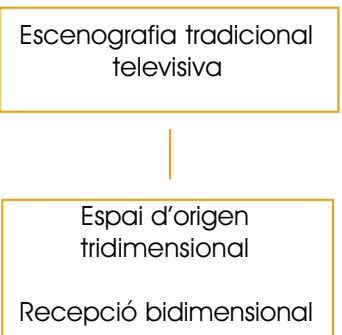 Escenografia tradicional
televisiva
Espai d'origen
tridimensional
Recepció bidimensional